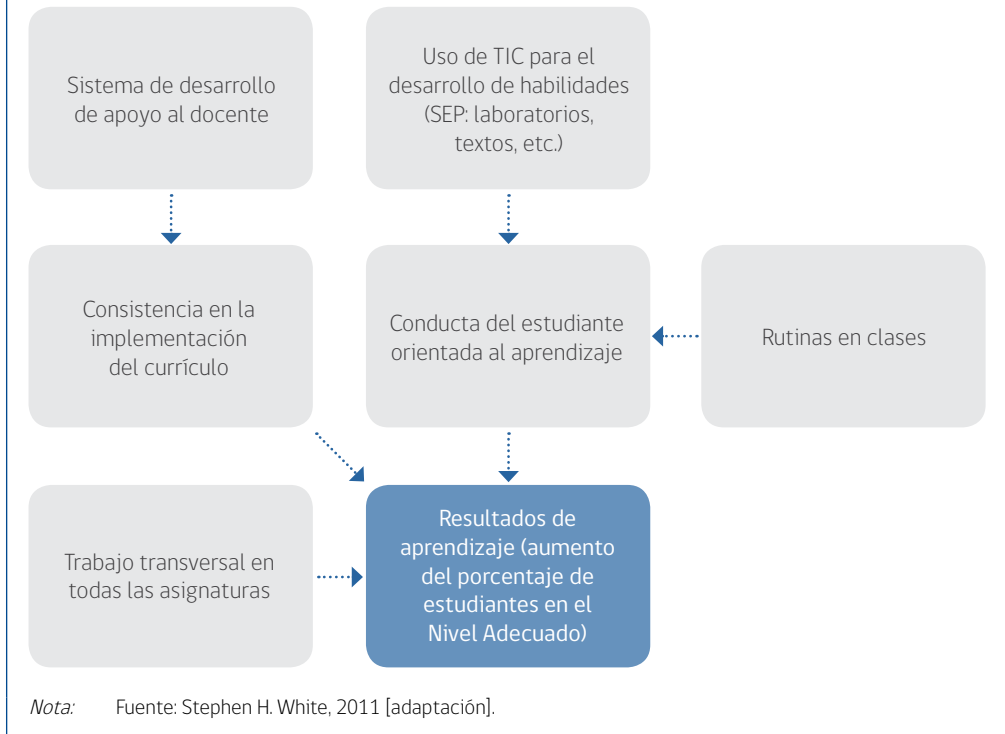 Sistema de desarrollo
de apoyo al docente
Uso de TIC para el
desarrollo de habilidades
(SEP: laboratorios,
textos, etc.)
Consistencia en la
implementación
del currículo
Conducta del estudiante
orientada al aprendizaje
Rutinas en clases
Trabajo transversal en
todas las asignaturas
Resultados de
aprendizaje (aumento
del porcentaje de
estudiantes en el
Nivel Adecuado)
Nota: Fuente: Stephen H. White, 2011 [adaptación].